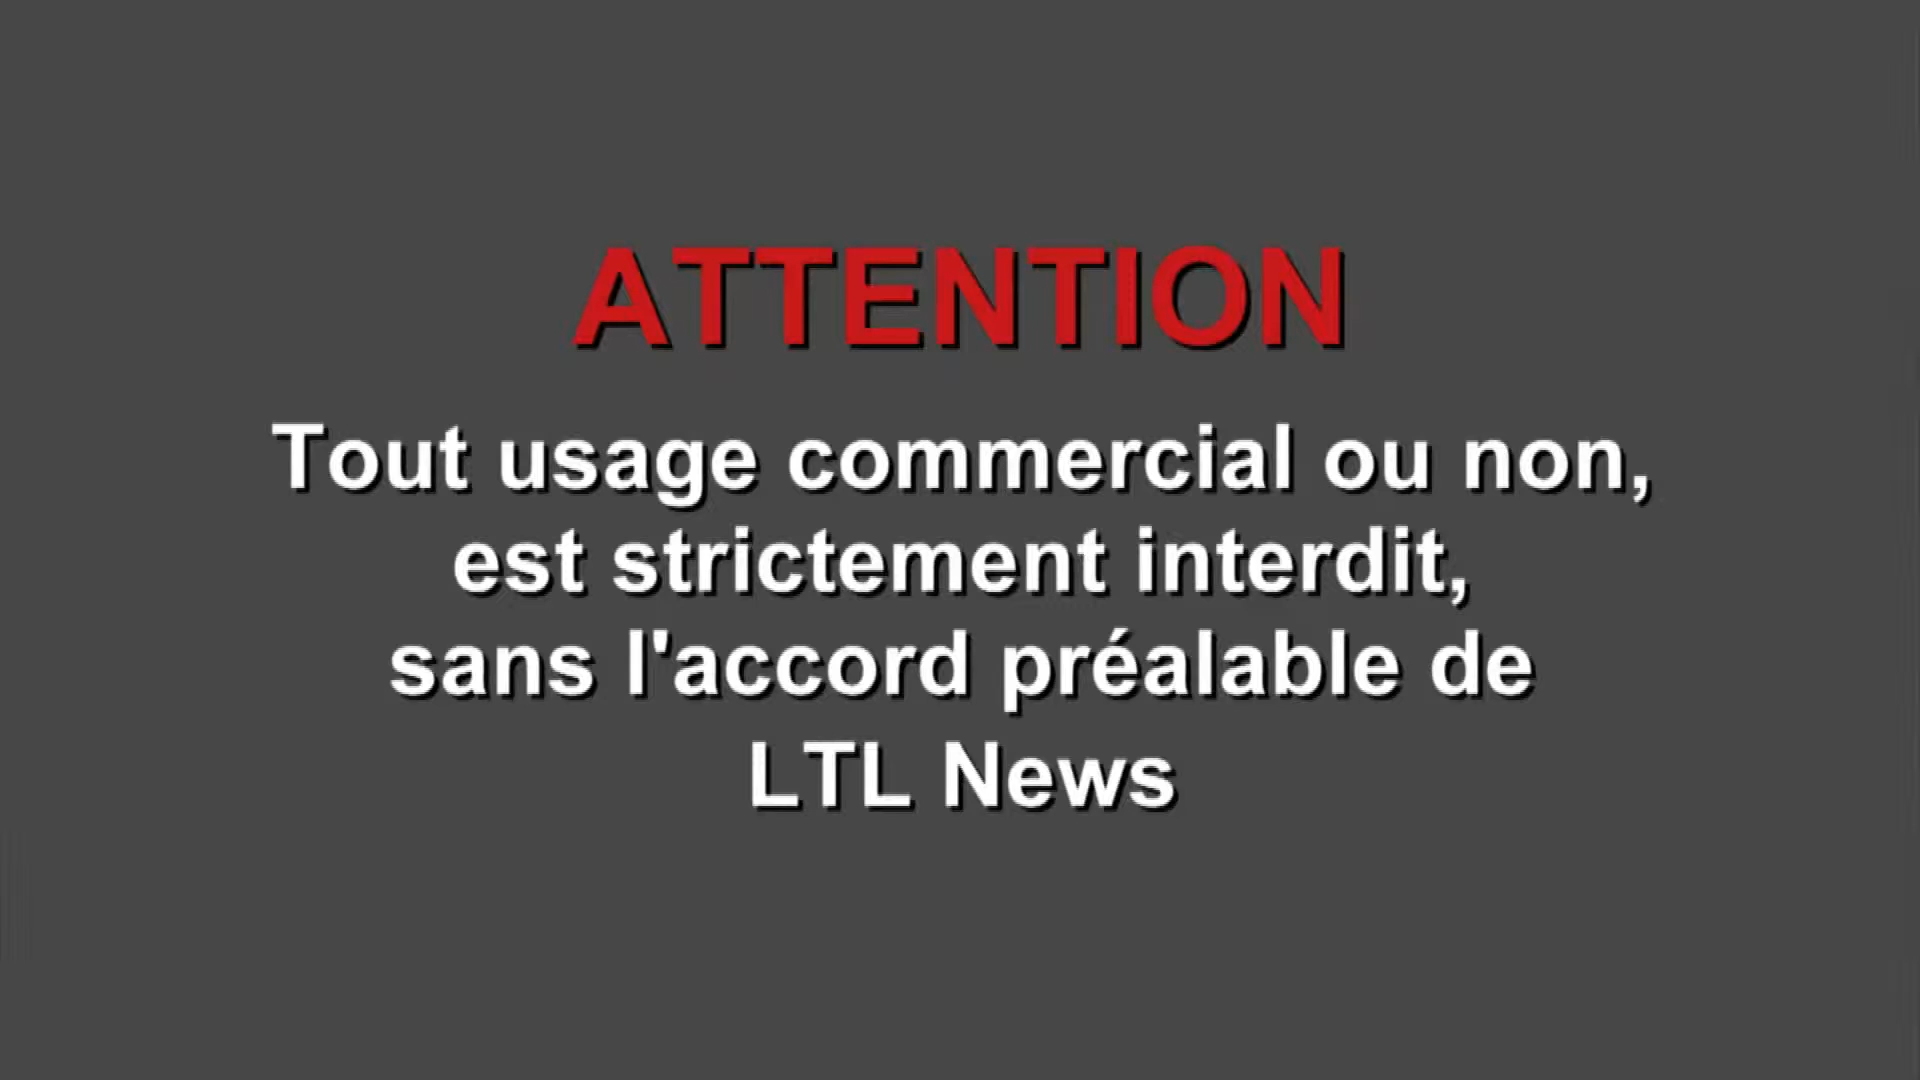 ATTENTION
Tout usage commercial ou non,
est strictement interdit,
sans l'accord préalable de
LTL News